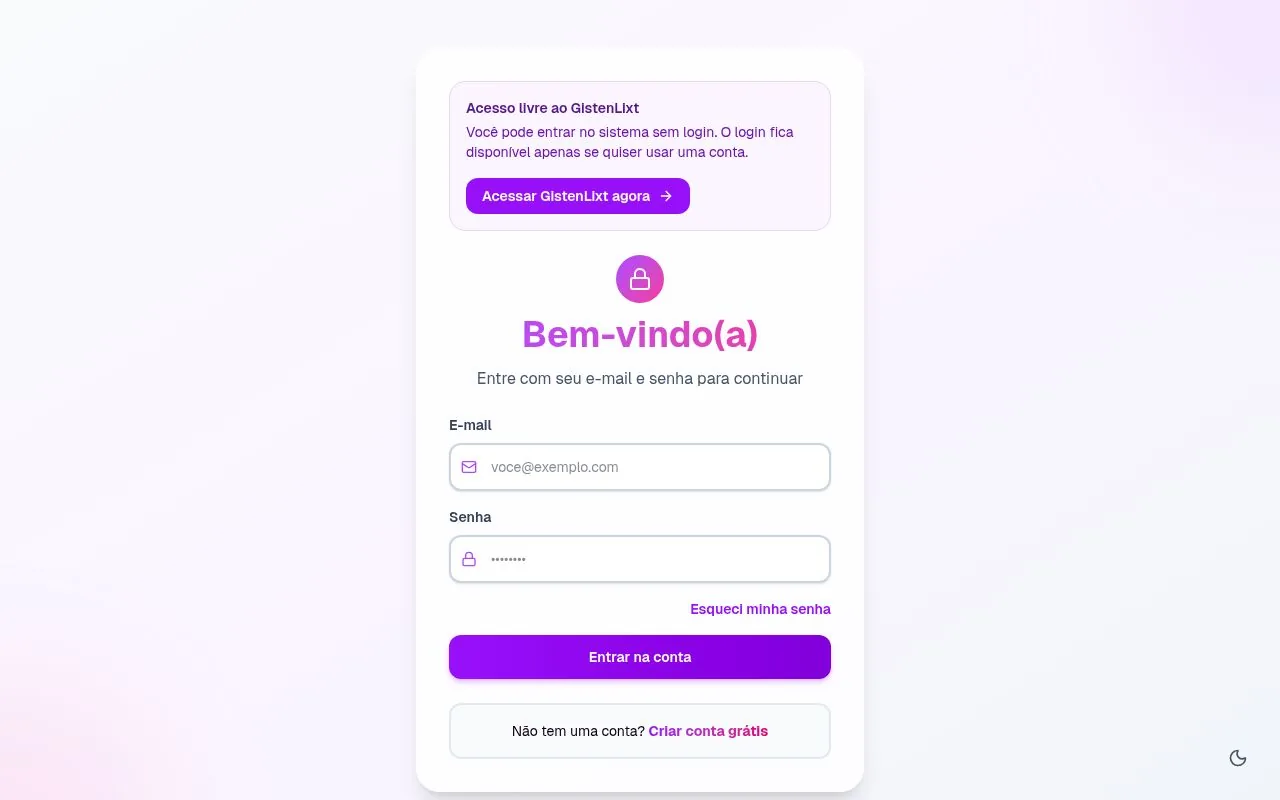 Acesso livre ao GistenLixt
Você pode entrar no sistema sem login. O login fica
disponível apenas se quiser usar uma conta.
Acessar GistenLixt agora →
Bem-vindo(a)
Entre com seu e-mail e senha para continuar
E-mail
voce@exemplo.com
Senha
••••••••
Esqueci minha senha
Entrar na conta
Não tem uma conta? Criar conta grátis